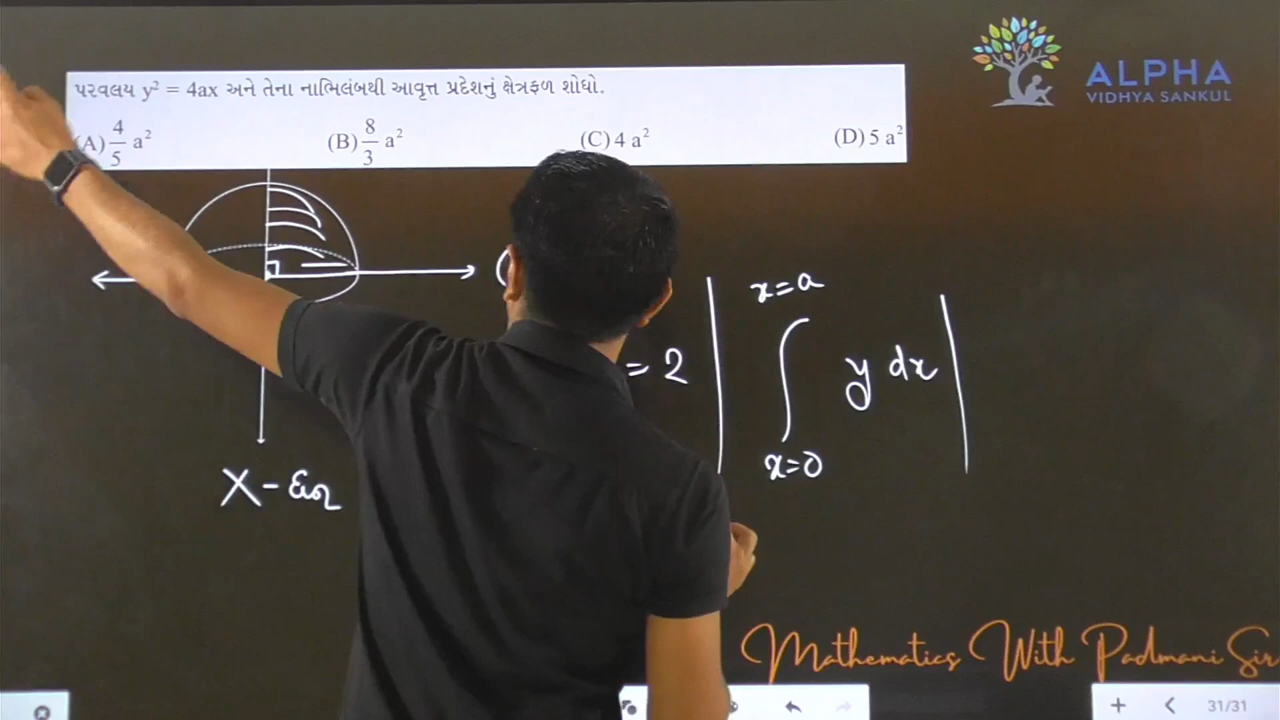 ALPHA
VIDHYA SANKUL
પરવલય y² = 4ax અને તેના નાભિલંબથી આવૃત્ત પ્રદેશનું ક્ષેત્રફળ શોધો.
(A) 4/5 a² (B) 8/3 a² (C) 4 a² (D) 5 a²
= 2 | ∫ y dx |
x=a
x=0
X-
Mathematics With Padmani Sir
31/31